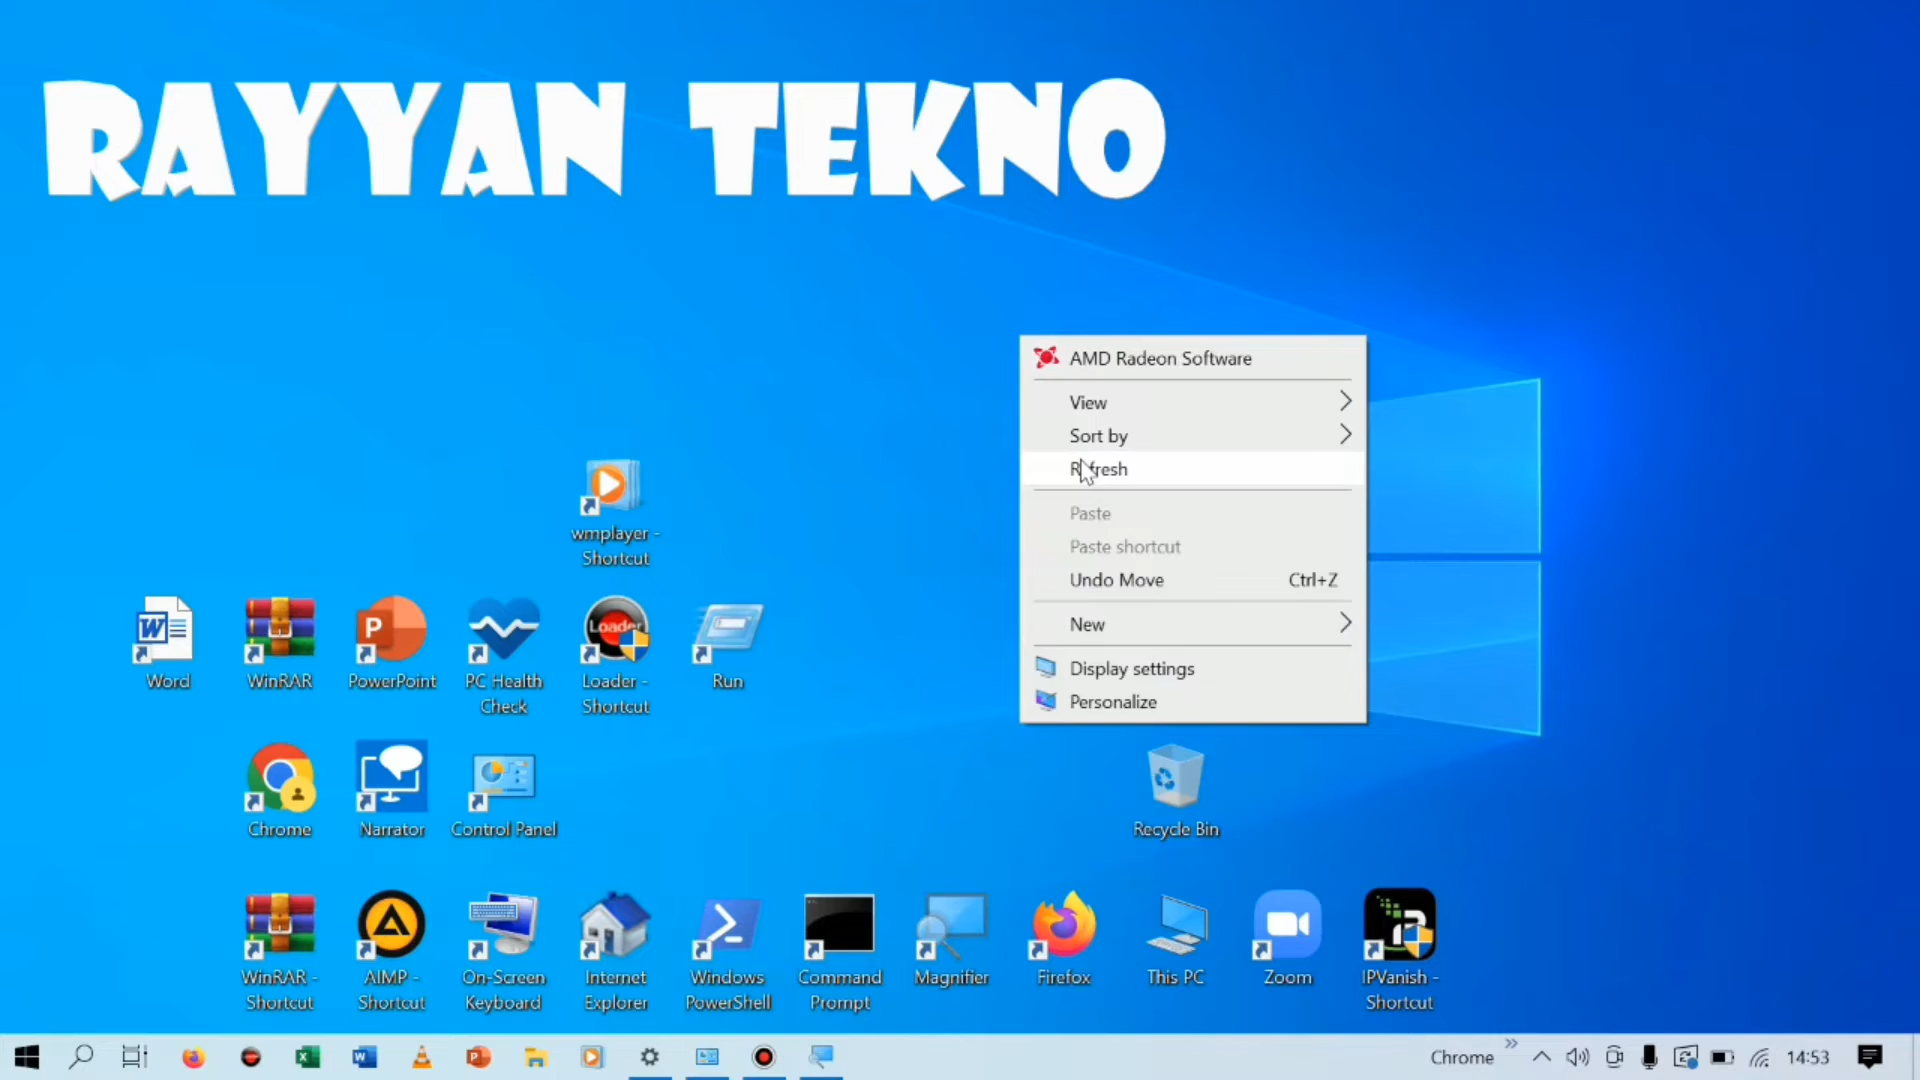 RAYYAN TEKNO
AMD Radeon Software
View
Sort by
Refresh
Paste
Paste shortcut
Undo Move Ctrl+Z
New
Display settings
Personalize
wmplayer -
Shortcut
Word
WinRAR
PowerPoint
PC Health
Check
Loader
Loader -
Shortcut
Run
Chrome
Narrator
Control Panel
Recycle Bin
WinRAR -
Shortcut
AIMP -
Shortcut
On-Screen
Keyboard
Internet
Explorer
Windows
PowerShell
Command
Prompt
Magnifier
Firefox
This PC
Zoom
IPVanish -
Shortcut
Chrome
14:53